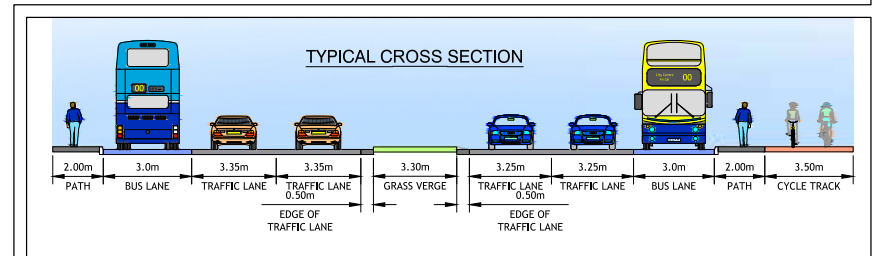 TYPICAL CROSS SECTION
00
City Centre
00
2.00m 3.0m 3.35m 3.35m 3.30m 3.25m 3.25m 3.0m 2.00m 3.50m
PATH BUS LANE TRAFFIC LANE TRAFFIC LANE GRASS VERGE TRAFFIC LANE TRAFFIC LANE BUS LANE PATH CYCLE TRACK
0.50m 0.50m
EDGE OF EDGE OF
TRAFFIC LANE TRAFFIC LANE